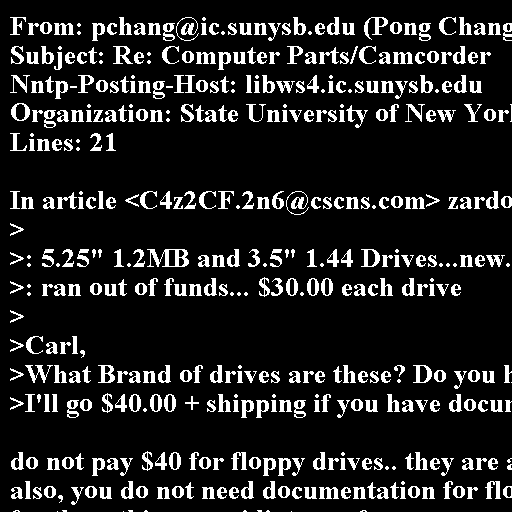 From: pchang@ic.sunysb.edu (Pong Chang
Subject: Re: Computer Parts/Camcorder
Nntp-Posting-Host: libws4.ic.sunysb.edu
Organization: State University of New York
Lines: 21

In article <C4z2CF.2n6@cscns.com> zardo
>
>: 5.25" 1.2MB and 3.5" 1.44 Drives...new.
>: ran out of funds... $30.00 each drive
>
>Carl,
>What Brand of drives are these? Do you h
>I'll go $40.00 + shipping if you have docu

do not pay $40 for floppy drives.. they are a
also, you do not need documentation for flo